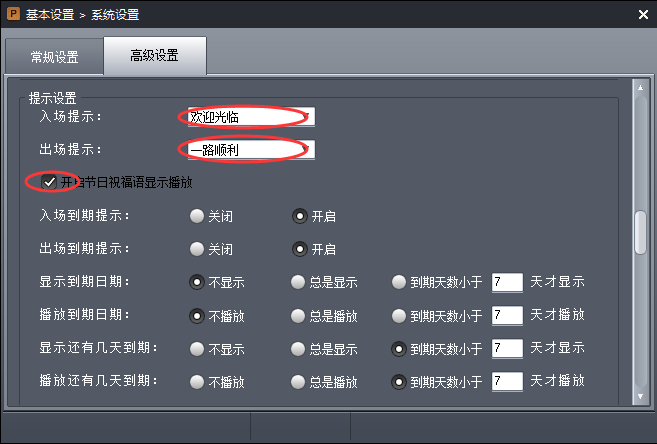 P 基本设置 > 系统设置
常规设置 高级设置
提示设置
入场提示： 欢迎光临
出场提示： 一路顺利
开启节日祝福语显示播放
入场到期提示： 关闭 开启
出场到期提示： 关闭 开启
显示到期日期： 不显示 总是显示 到期天数小于 7 天才显示
播放到期日期： 不播放 总是播放 到期天数小于 7 天才播放
显示还有几天到期： 不显示 总是显示 到期天数小于 7 天才显示
播放还有几天到期： 不播放 总是播放 到期天数小于 7 天才播放